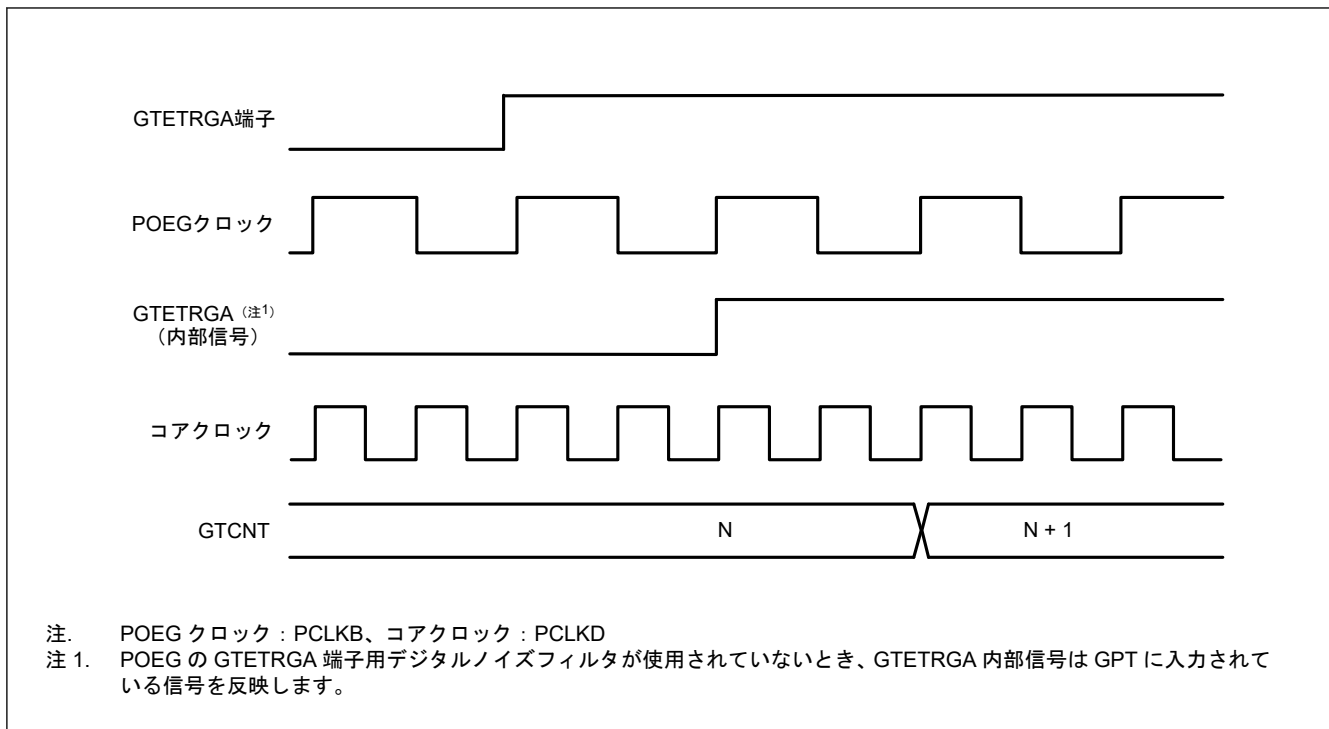 GTETRGA端子
POEGクロック
GTETRGA（注1）
（内部信号）
コアクロック
GTCNT
N
N + 1
注. POEG クロック：PCLKB、コアクロック：PCLKD
注 1. POEG の GTETRGA 端子用デジタルノイズフィルタが使用されていないとき、GTETRGA 内部信号は GPT に入力されて
いる信号を反映します。